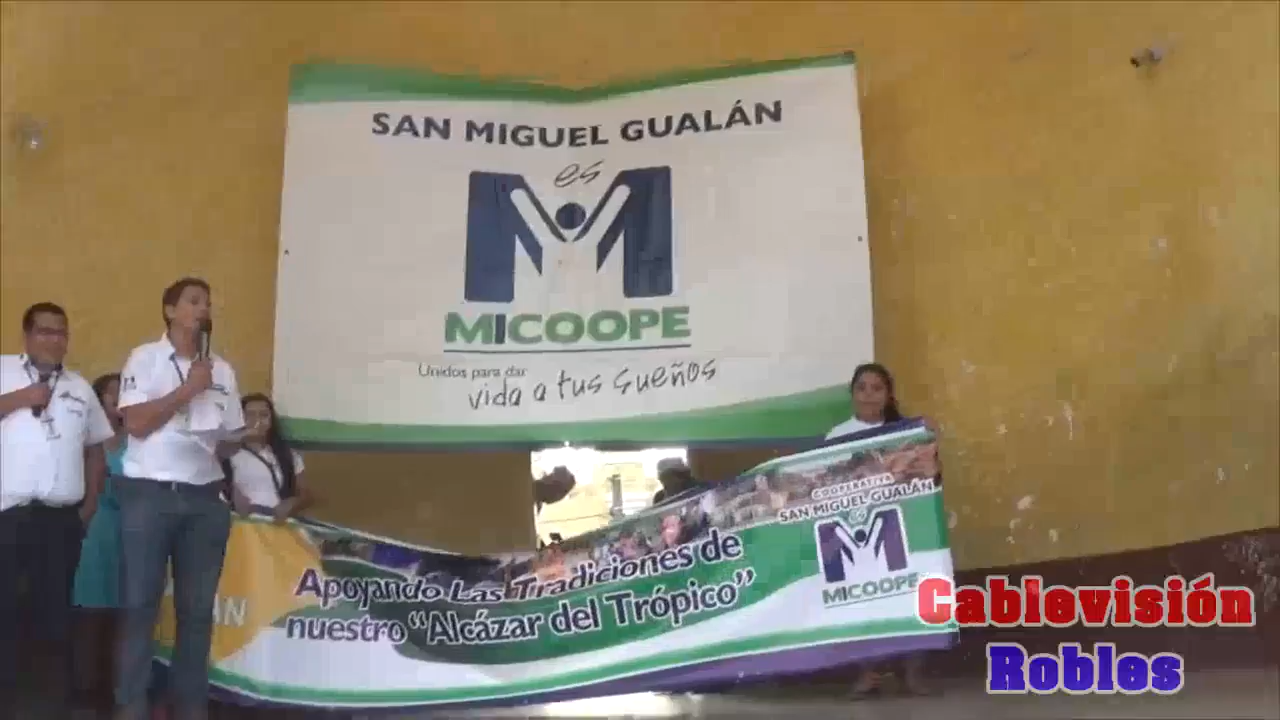 SAN MIGUEL GUALÁN
es
MICOOPE
Unidos para dar
vida a tus sueños
COOPERATIVA
SAN MIGUEL GUALÁN
es
MICOOPE
Apoyando Las Tradiciones de
nuestro "Alcázar del Trópico"
Cablevisión
Robles